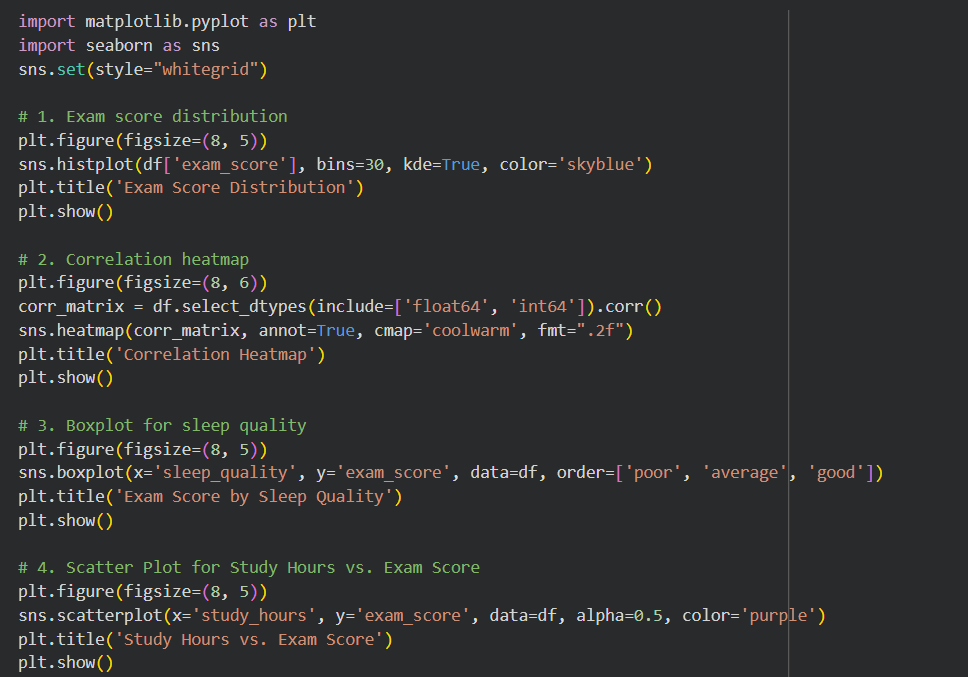 import matplotlib.pyplot as plt
import seaborn as sns
sns.set(style="whitegrid")

# 1. Exam score distribution
plt.figure(figsize=(8, 5))
sns.histplot(df['exam_score'], bins=30, kde=True, color='skyblue')
plt.title('Exam Score Distribution')
plt.show()

# 2. Correlation heatmap
plt.figure(figsize=(8, 6))
corr_matrix = df.select_dtypes(include=['float64', 'int64']).corr()
sns.heatmap(corr_matrix, annot=True, cmap='coolwarm', fmt=".2f")
plt.title('Correlation Heatmap')
plt.show()

# 3. Boxplot for sleep quality
plt.figure(figsize=(8, 5))
sns.boxplot(x='sleep_quality', y='exam_score', data=df, order=['poor', 'average', 'good'])
plt.title('Exam Score by Sleep Quality')
plt.show()

# 4. Scatter Plot for Study Hours vs. Exam Score
plt.figure(figsize=(8, 5))
sns.scatterplot(x='study_hours', y='exam_score', data=df, alpha=0.5, color='purple')
plt.title('Study Hours vs. Exam Score')
plt.show()